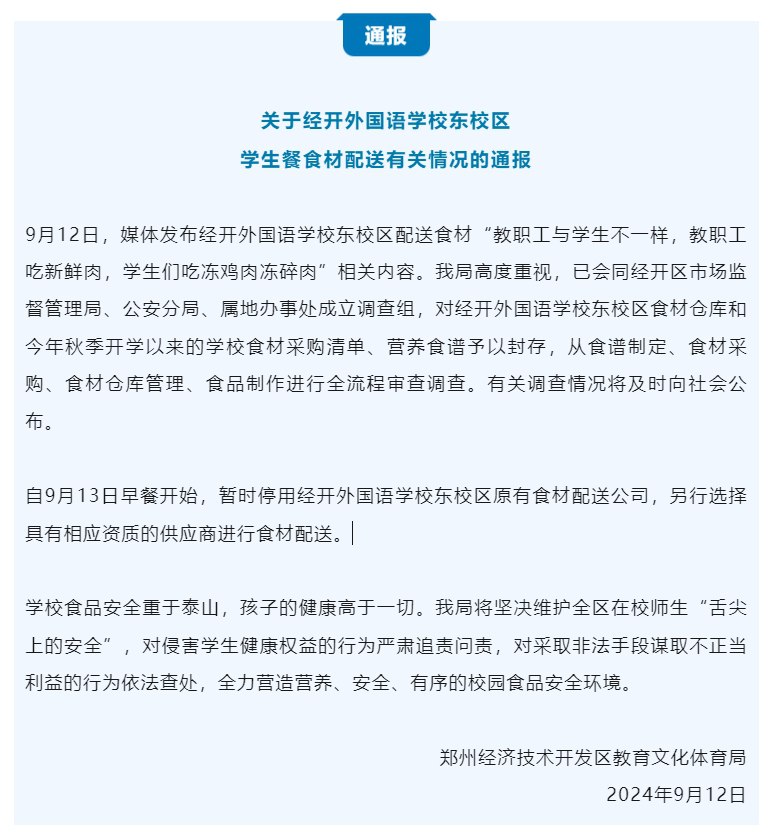 通报
关于经开外国语学校东校区
学生餐食材配送有关情况的通报
9月12日，媒体发布经开外国语学校东校区配送食材“教职工与学生不一样，教职工
吃新鲜肉，学生们吃冻鸡肉冻碎肉”相关内容。我局高度重视，已会同经开区市场监
督管理局、公安分局、属地办事处成立调查组，对经开外国语学校东校区食材仓库和
今年秋季开学以来的学校食材采购清单、营养食谱予以封存，从食谱制定、食材采
购、食材仓库管理、食品制作进行全流程审查调查。有关调查情况将及时向社会公
布。
自9月13日早餐开始，暂时停用经开外国语学校东校区原有食材配送公司，另行选择
具有相应资质的供应商进行食材配送。
学校食品安全重于泰山，孩子的健康高于一切。我局将坚决维护全区在校师生“舌尖
上的安全”，对侵害学生健康权益的行为严肃追责问责，对采取非法手段谋取不正当
利益的行为依法查处，全力营造营养、安全、有序的校园食品安全环境。
郑州经济技术开发区教育文化体育局
2024年9月12日